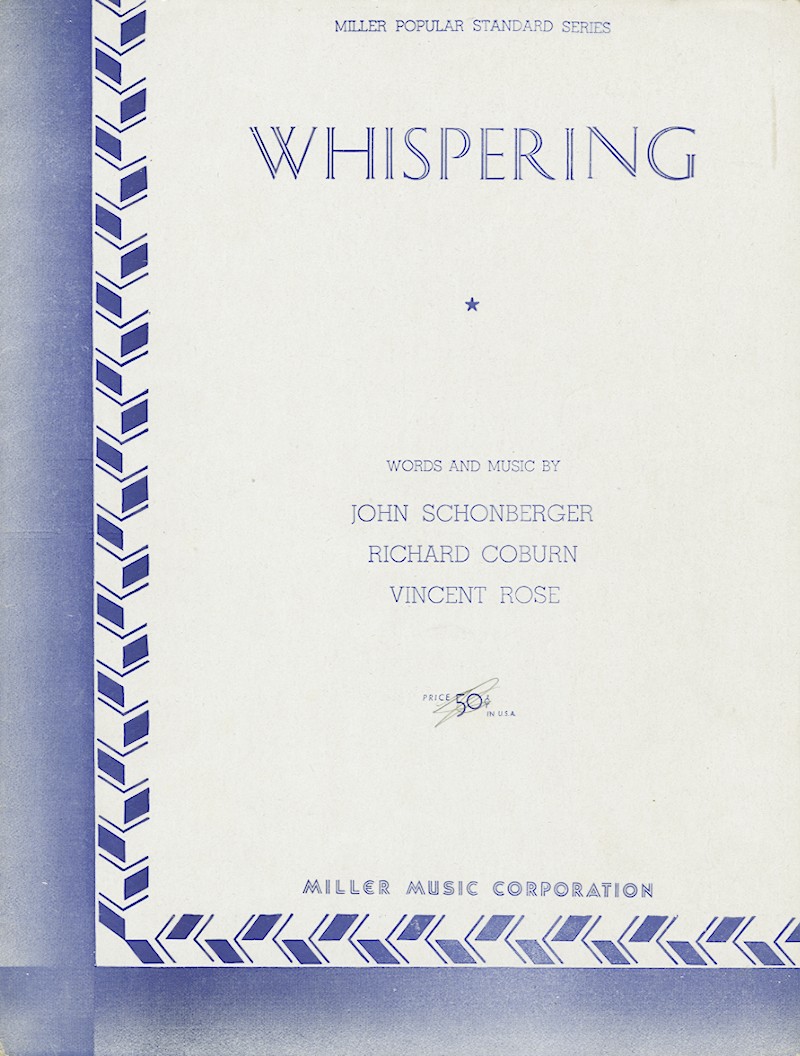 MILLER POPULAR STANDARD SERIES
WHISPERING
WORDS AND MUSIC BY
JOHN SCHONBERGER
RICHARD COBURN
VINCENT ROSE
PRICE 50¢ IN U.S.A.
MILLER MUSIC CORPORATION